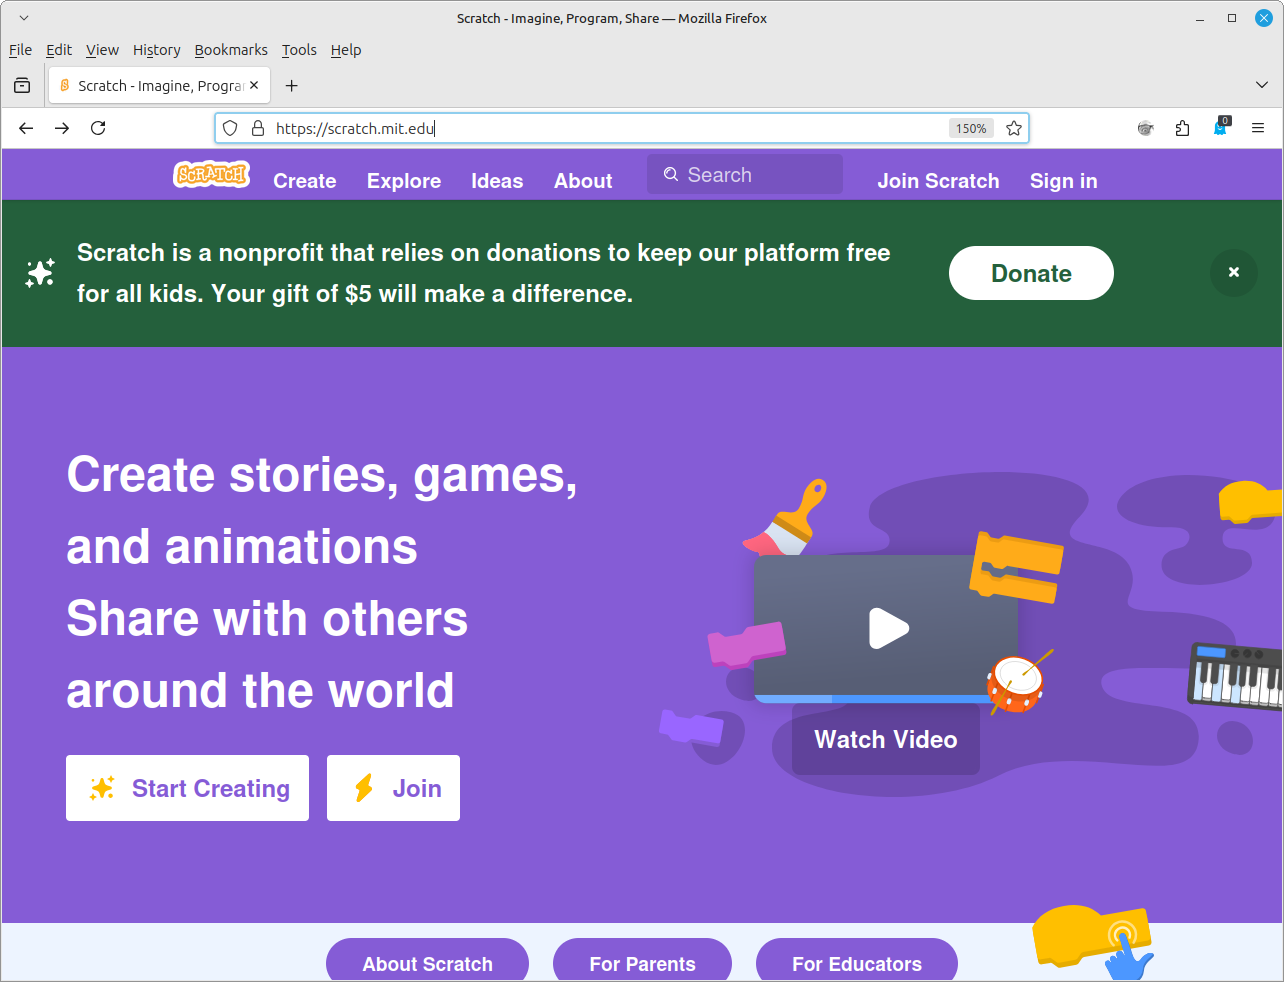 Scratch - Imagine, Program, Share — Mozilla Firefox
File Edit View History Bookmarks Tools Help
Scratch - Imagine, Progra
https://scratch.mit.edu 150% 0
SCRATCH Create Explore Ideas About Search Join Scratch Sign in
Scratch is a nonprofit that relies on donations to keep our platform free
for all kids. Your gift of $5 will make a difference.
Donate
Create stories, games,
and animations
Share with others
around the world
Watch Video
Start Creating Join
About Scratch For Parents For Educators